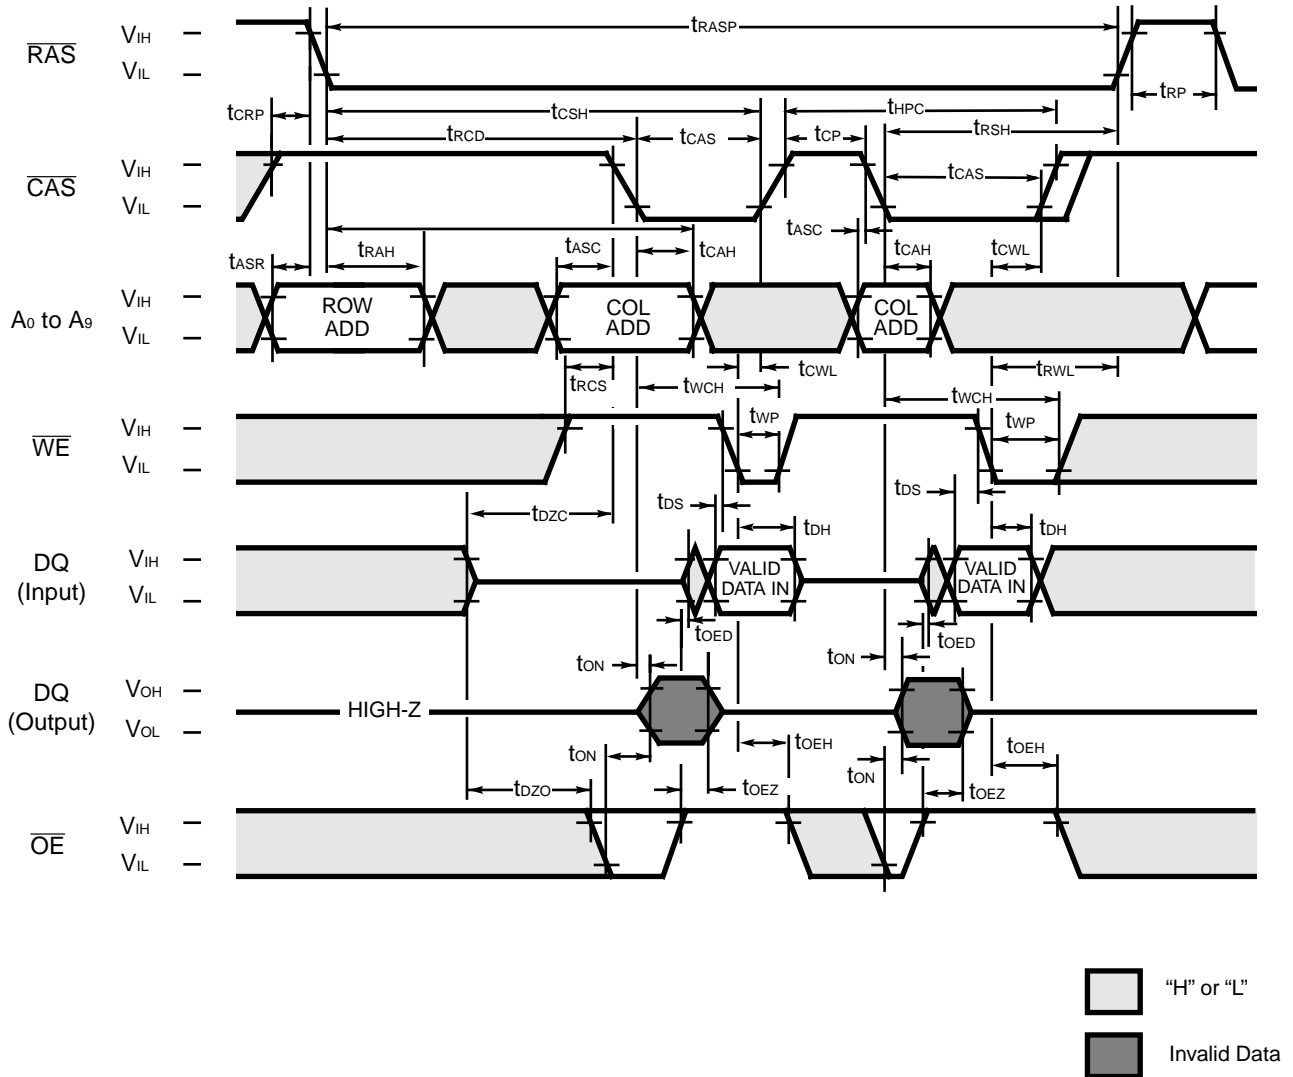 tRASP
VIH
RAS
VIL
tRP
tCRP
tCSH
tHPC
tRCD
tCAS
tCP
tRSH
VIH
CAS
VIL
tCAS
tASC
tASR
tRAH
tASC
tCAH
tCAH
tCWL
VIH
A0 to A9
VIL
ROW ADD
COL ADD
COL ADD
tRCS
tWCH
tCWL
tRWL
tWCH
VIH
WE
VIL
tWP
tWP
tDS
tDS
tDZC
tDH
tDH
DQ
(Input)
VIH
VIL
VALID DATA IN
VALID DATA IN
tOED
tOED
tON
tON
DQ
(Output)
VOH
VOL
HIGH-Z
tON
tOEH
tON
tOEH
tDZO
tOEZ
tOEZ
VIH
OE
VIL
“H” or “L”
Invalid Data